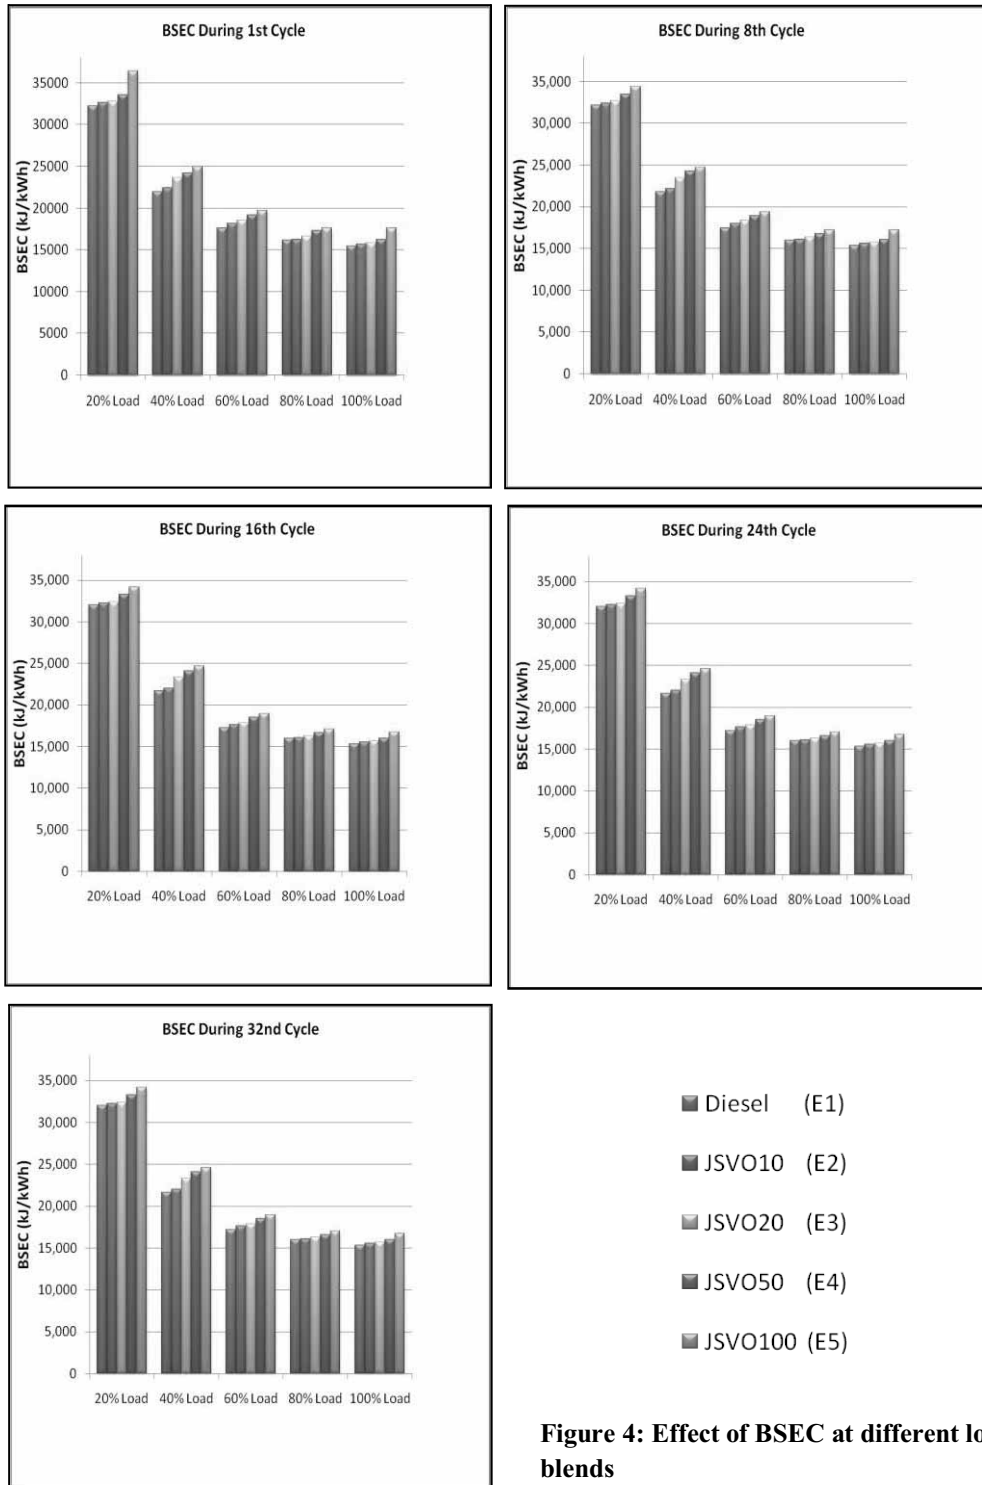 BSEC During 1st Cycle
BSEC (kJ/kWh)
35000
30000
25000
20000
15000
10000
5000
0
20% Load 40% Load 60% Load 80% Load 100% Load
BSEC During 8th Cycle
BSEC (kJ/kWh)
35,000
30,000
25,000
20,000
15,000
10,000
5,000
0
20% Load 40% Load 60% Load 80% Load 100% Load
BSEC During 16th Cycle
BSEC (kJ/kWh)
35,000
30,000
25,000
20,000
15,000
10,000
5,000
0
20% Load 40% Load 60% Load 80% Load 100% Load
BSEC During 24th Cycle
BSEC (kJ/kWh)
35,000
30,000
25,000
20,000
15,000
10,000
5,000
0
20% Load 40% Load 60% Load 80% Load 100% Load
BSEC During 32nd Cycle
BSEC (kJ/kWh)
35,000
30,000
25,000
20,000
15,000
10,000
5,000
0
20% Load 40% Load 60% Load 80% Load 100% Load
Diesel (E1)
JSVO10 (E2)
JSVO20 (E3)
JSVO50 (E4)
JSVO100 (E5)
Figure 4: Effect of BSEC at different lo
blends